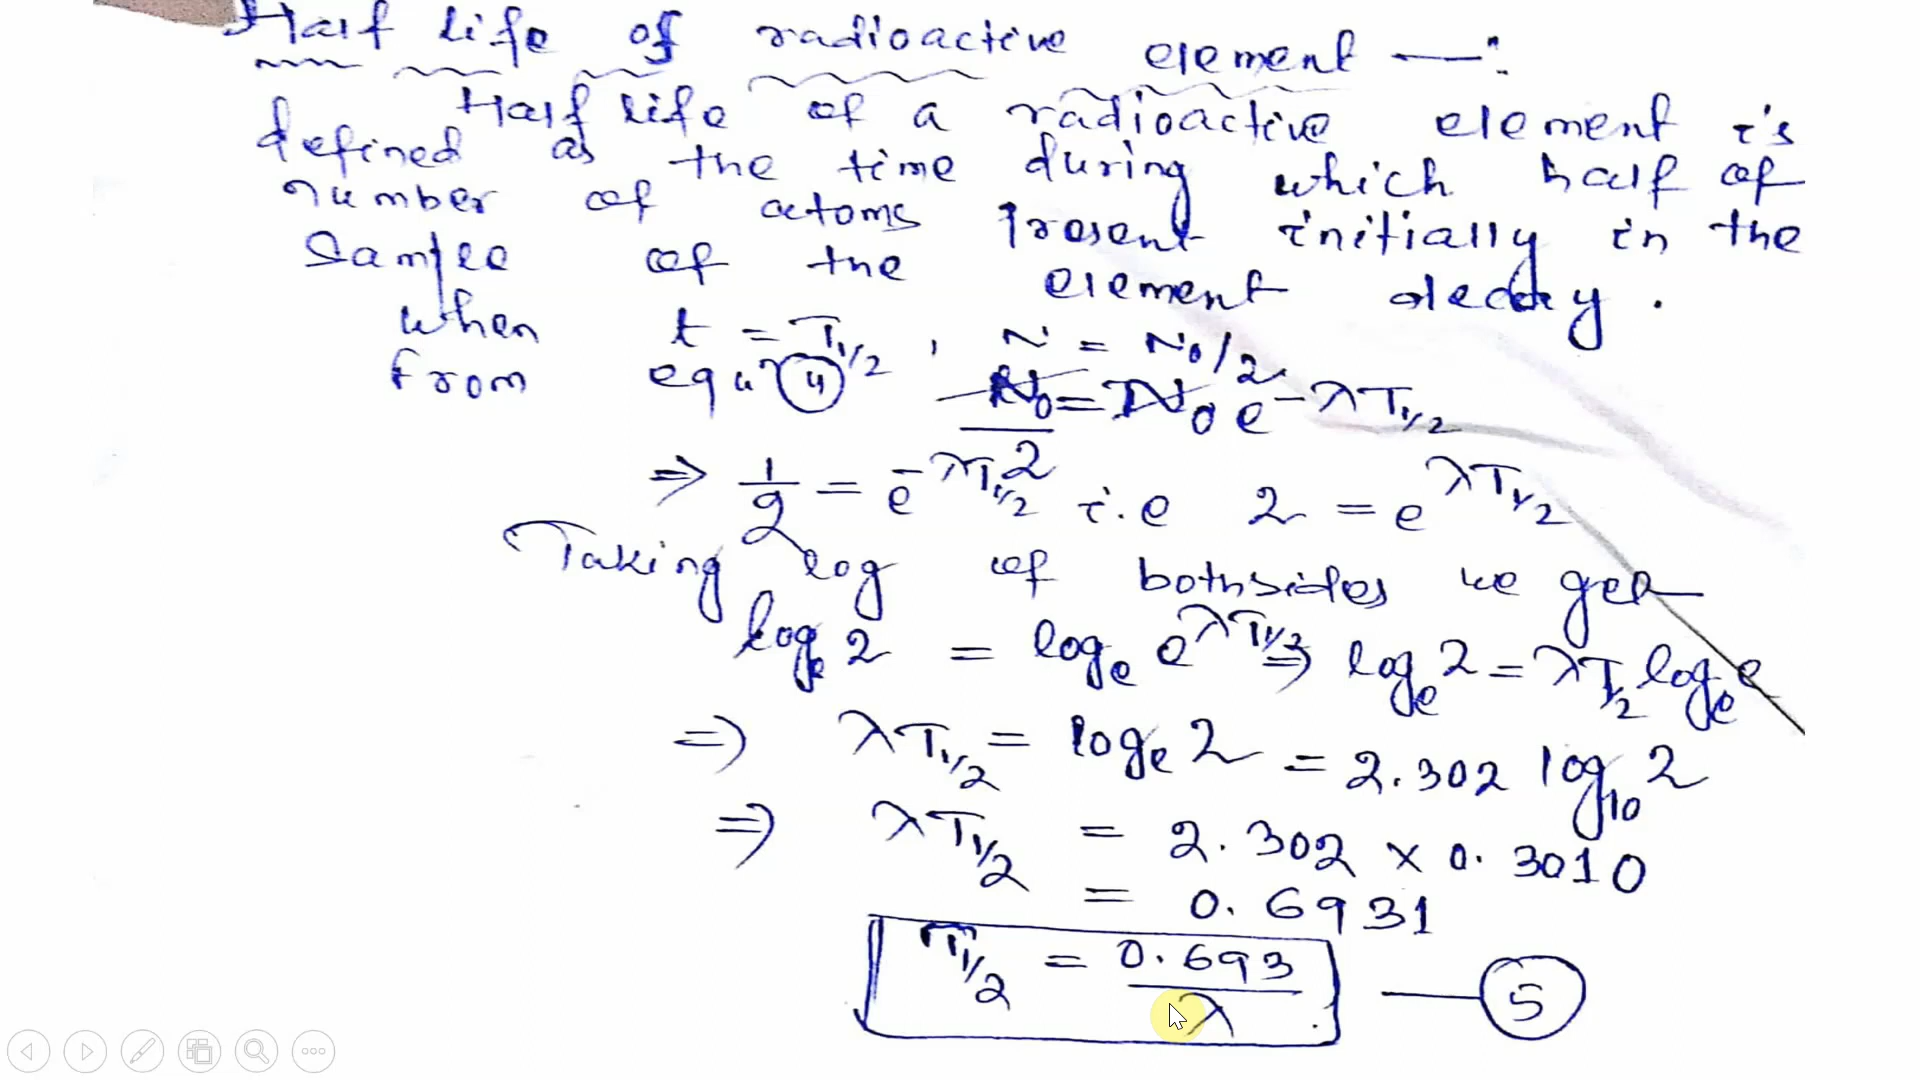 Half life of radioactive element —:
Half life of a radioactive element is
defined as the time during which half of
number of atoms present initially in the
sample of the element decay.
when t = T1/2 , N = N0/2
from equn (4) N0/2 = N0 e^-λT1/2
⇒ 1/2 = e^-λT1/2 i.e 2 = e^λT1/2
Taking log of bothsides we get
loge 2 = loge e^λT1/2 ⇒ loge 2 = λT1/2 loge e
⇒ λT1/2 = loge 2 = 2.302 log10 2
⇒ λT1/2 = 2.302 × 0.3010
= 0.6931
T1/2 = 0.693/λ — (5)